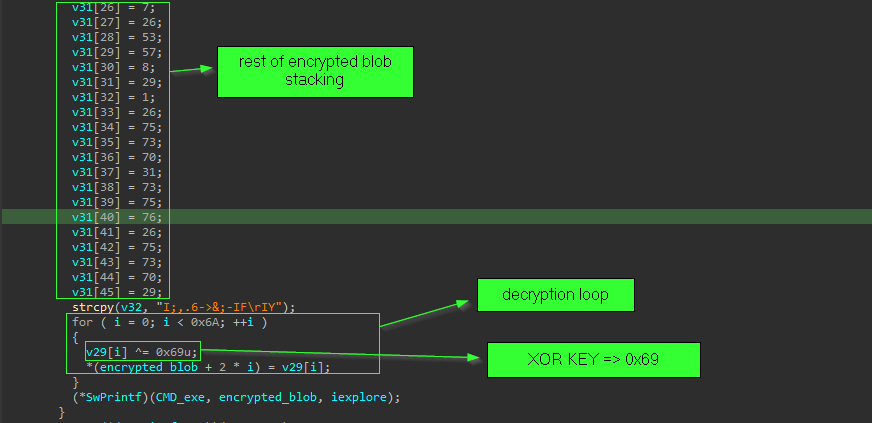 v31[26] = 7;
v31[27] = 26;
v31[28] = 53;
v31[29] = 57;
v31[30] = 8;
v31[31] = 29;
v31[32] = 1;
v31[33] = 26;
v31[34] = 75;
v31[35] = 73;
v31[36] = 70;
v31[37] = 31;
v31[38] = 73;
v31[39] = 75;
v31[40] = 76;
v31[41] = 26;
v31[42] = 75;
v31[43] = 73;
v31[44] = 70;
v31[45] = 29;
rest of encrypted blob
stacking
strcpy(v32, "I;,.6->&;-IF\rIY");
for ( i = 0; i < 0x6A; ++i )
{
v29[i] ^= 0x69u;
*(encrypted_blob + 2 * i) = v29[i];
}
(*SwPrintf)(CMD_exe, encrypted_blob, iexplore);
}
decryption loop
XOR KEY => 0x69